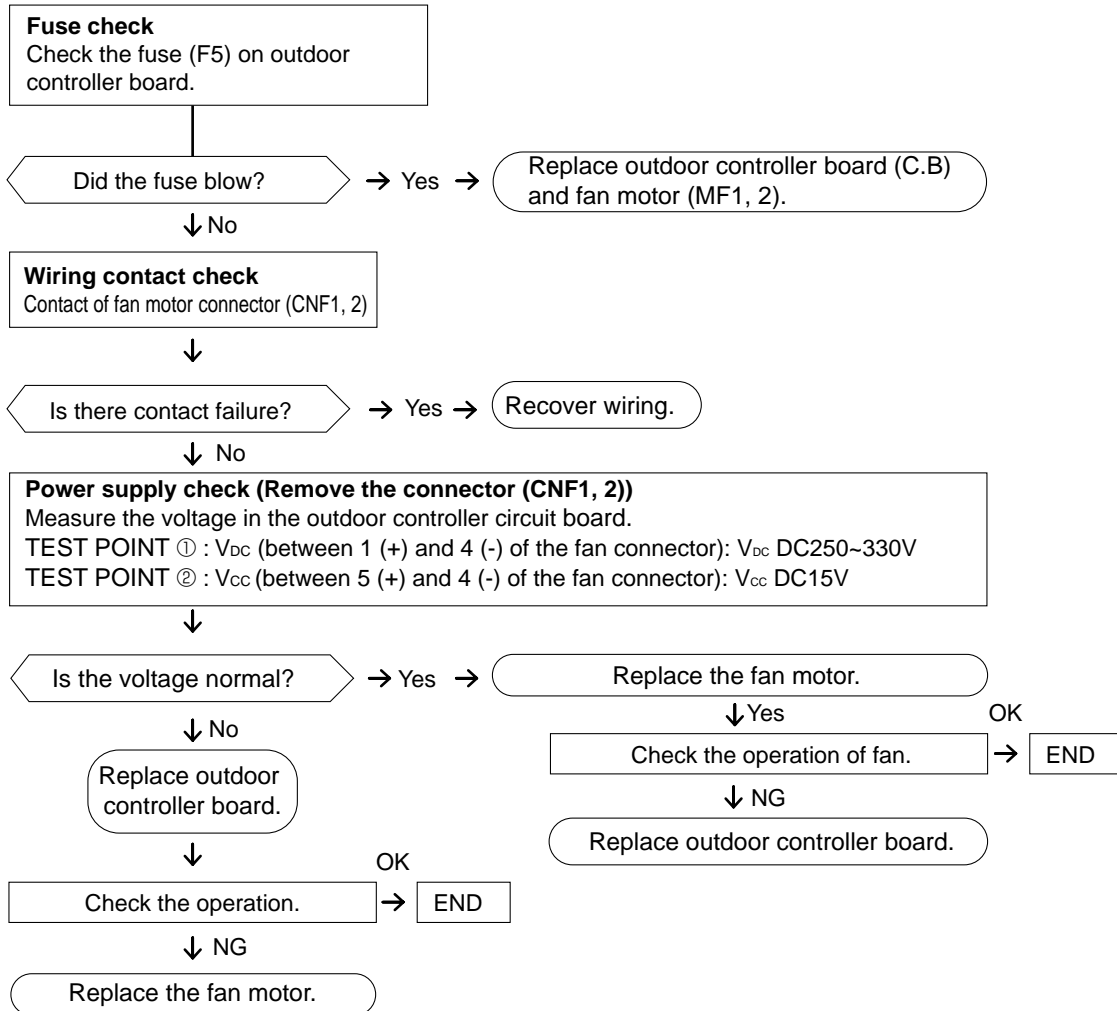 Fuse check
Check the fuse (F5) on outdoor
controller board.
Did the fuse blow?
Yes
Replace outdoor controller board (C.B)
and fan motor (MF1, 2).
No
Wiring contact check
Contact of fan motor connector (CNF1, 2)
Is there contact failure?
Yes
Recover wiring.
No
Power supply check (Remove the connector (CNF1, 2))
Measure the voltage in the outdoor controller circuit board.
TEST POINT ① : VDC (between 1 (+) and 4 (-) of the fan connector): VDC DC250~330V
TEST POINT ② : VCC (between 5 (+) and 4 (-) of the fan connector): VCC DC15V
Is the voltage normal?
Yes
Replace the fan motor.
Yes
Check the operation of fan.
OK
END
NG
Replace outdoor controller board.
No
Replace outdoor
controller board.
Check the operation.
OK
END
NG
Replace the fan motor.